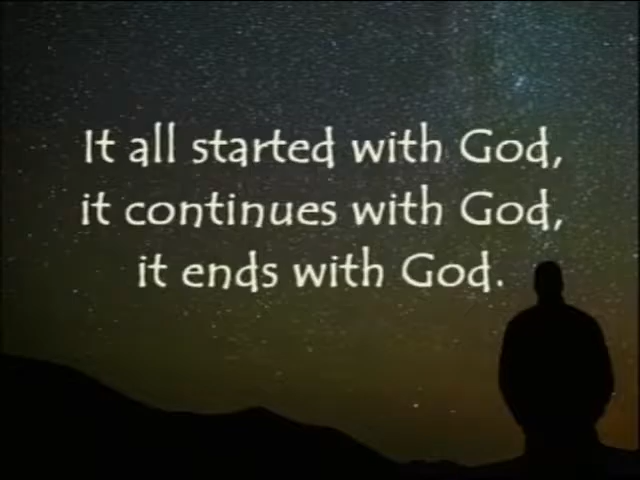 It all started with God,
it continues with God,
it ends with God.